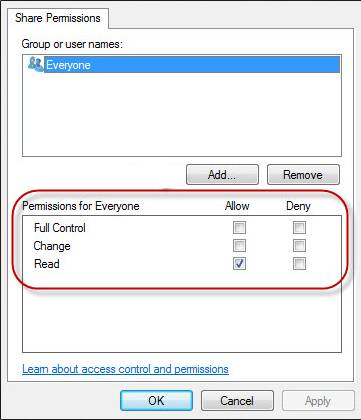 Share Permissions
Group or user names:
Everyone
Add... Remove
Permissions for Everyone Allow Deny
Full Control
Change
Read
Learn about access control and permissions
OK Cancel Apply